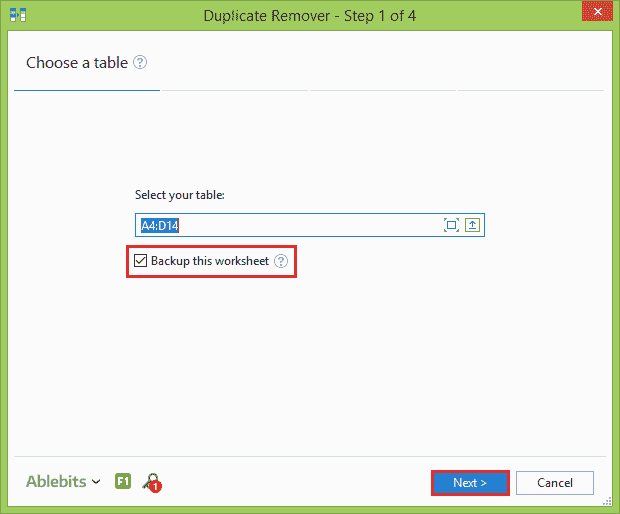 Duplicate Remover - Step 1 of 4
Choose a table ?
Select your table:
A4:D14
Backup this worksheet ?
Ablebits F1 1 Next > Cancel